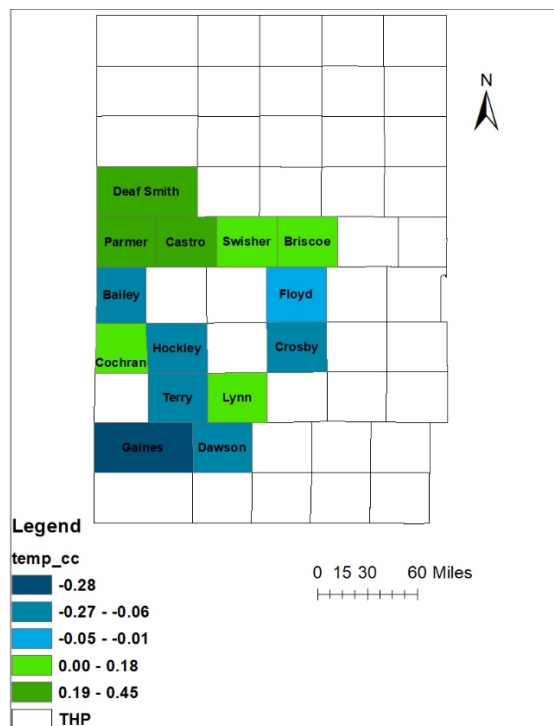 N
Deaf Smith
Parmer Castro Swisher Briscoe
Bailey Floyd
Cochran Hockley Crosby
Terry Lynn
Gaines Dawson
Legend
temp_cc
-0.28
-0.27 - -0.06
-0.05 - -0.01
0.00 - 0.18
0.19 - 0.45
THP
0 15 30 60 Miles